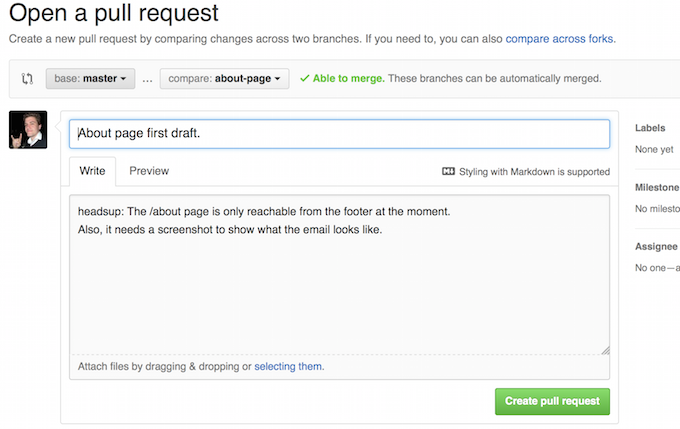 Open a pull request
Create a new pull request by comparing changes across two branches. If you need to, you can also compare across forks.
base: master ... compare: about-page ✓ Able to merge. These branches can be automatically merged.
About page first draft.
Labels
None yet
Write Preview Styling with Markdown is supported
Milestone
No milesto
headsup: The /about page is only reachable from the footer at the moment.
Also, it needs a screenshot to show what the email looks like.
Assignee
No one—a
Attach files by dragging & dropping or selecting them.
Create pull request